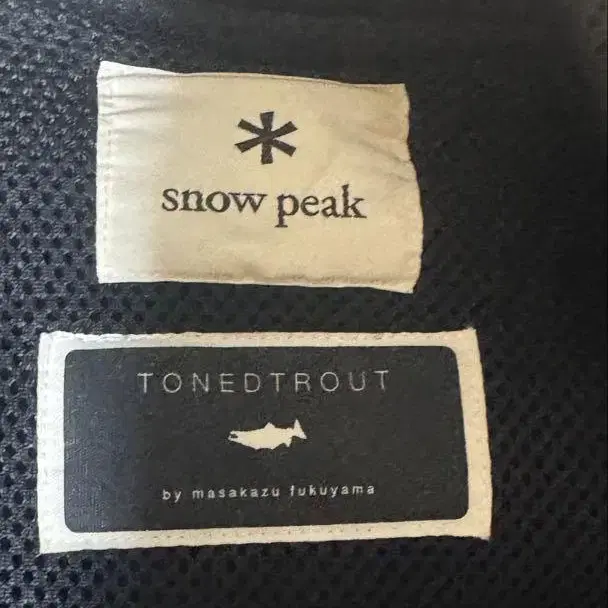 snow peak
TONEDTROUT
by masakazu fukuyama